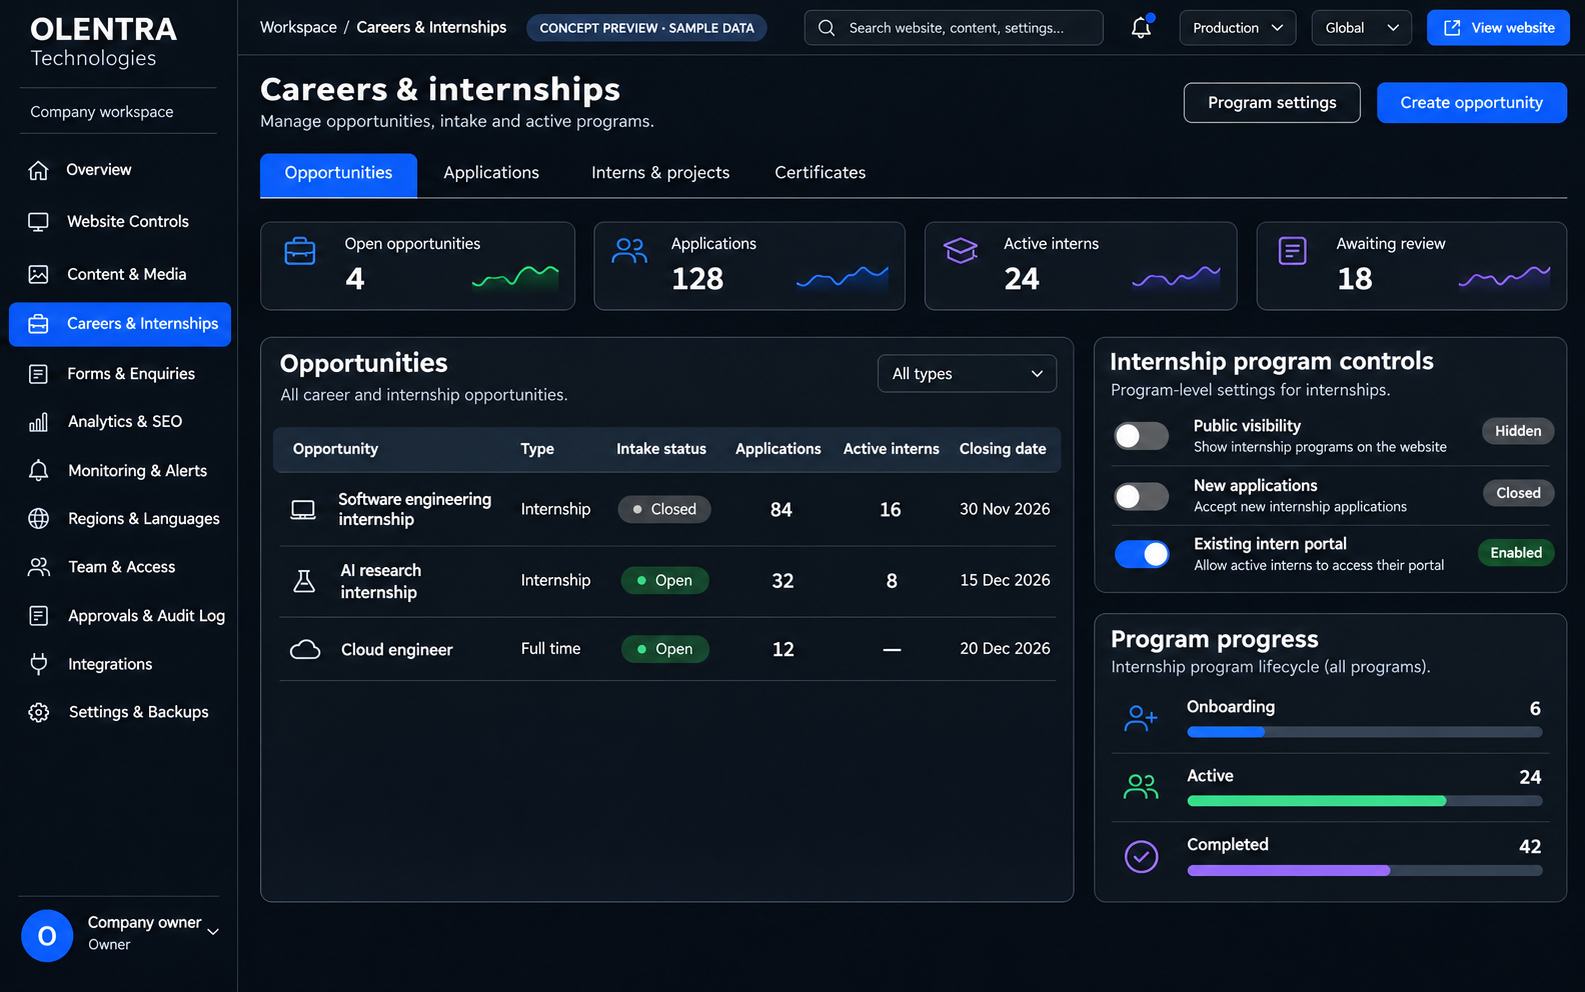 OLENTRA
Technologies
Company workspace
Overview
Website Controls
Content & Media
Careers & Internships
Forms & Enquiries
Analytics & SEO
Monitoring & Alerts
Regions & Languages
Team & Access
Approvals & Audit Log
Integrations
Settings & Backups
O
Company owner
Owner
Workspace / Careers & Internships
CONCEPT PREVIEW · SAMPLE DATA
Search website, content, settings...
Production
Global
View website
Careers & internships
Manage opportunities, intake and active programs.
Program settings
Create opportunity
Opportunities
Applications
Interns & projects
Certificates
Open opportunities
4
Applications
128
Active interns
24
Awaiting review
18
Opportunities
All career and internship opportunities.
All types
Opportunity Type Intake status Applications Active interns Closing date
Software engineering
internship
Internship Closed 84 16 30 Nov 2026
AI research
internship
Internship Open 32 8 15 Dec 2026
Cloud engineer Full time Open 12 — 20 Dec 2026
Internship program controls
Program-level settings for internships.
Public visibility
Show internship programs on the website
Hidden
New applications
Accept new internship applications
Closed
Existing intern portal
Allow active interns to access their portal
Enabled
Program progress
Internship program lifecycle (all programs).
Onboarding 6
Active 24
Completed 42